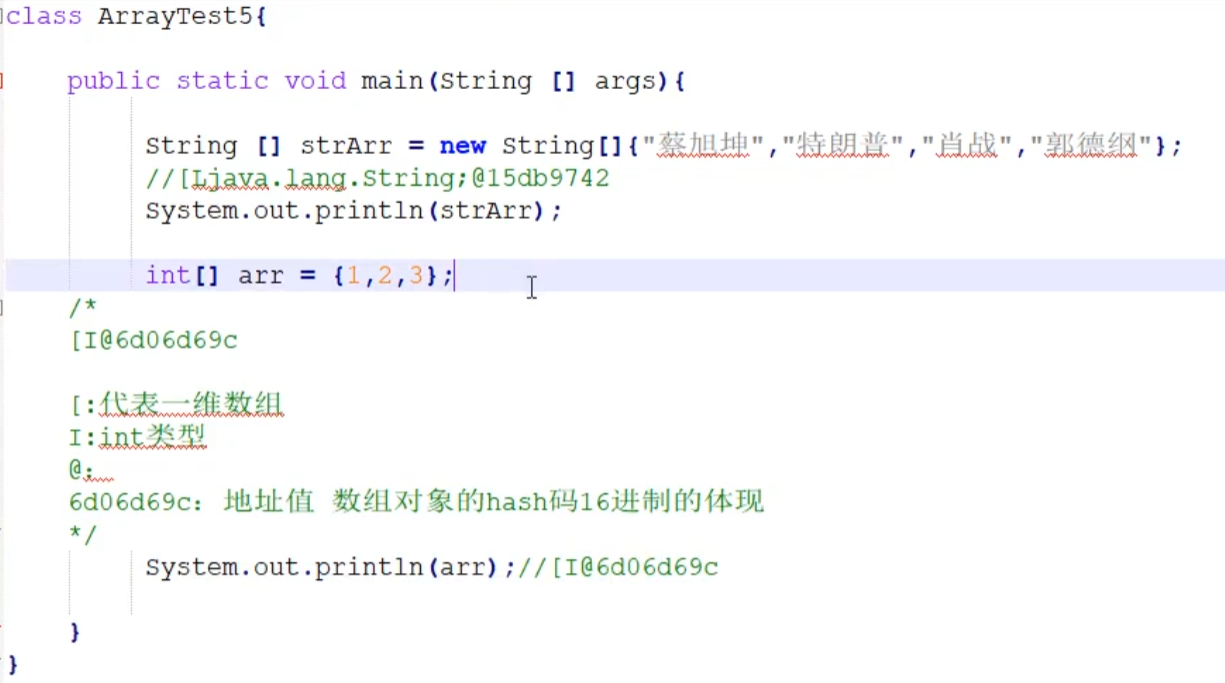 class ArrayTest5{
public static void main(String [] args){
String [] strArr = new String[]{"蔡旭坤","特朗普","肖战","郭德纲"};
//[Ljava.lang.String;@15db9742
System.out.println(strArr);
int[] arr = {1,2,3};
/*
[I@6d06d69c
[:代表一维数组
I:int类型
@：
6d06d69c: 地址值 数组对象的hash码16进制的体现
*/
System.out.println(arr);//[I@6d06d69c
}
}